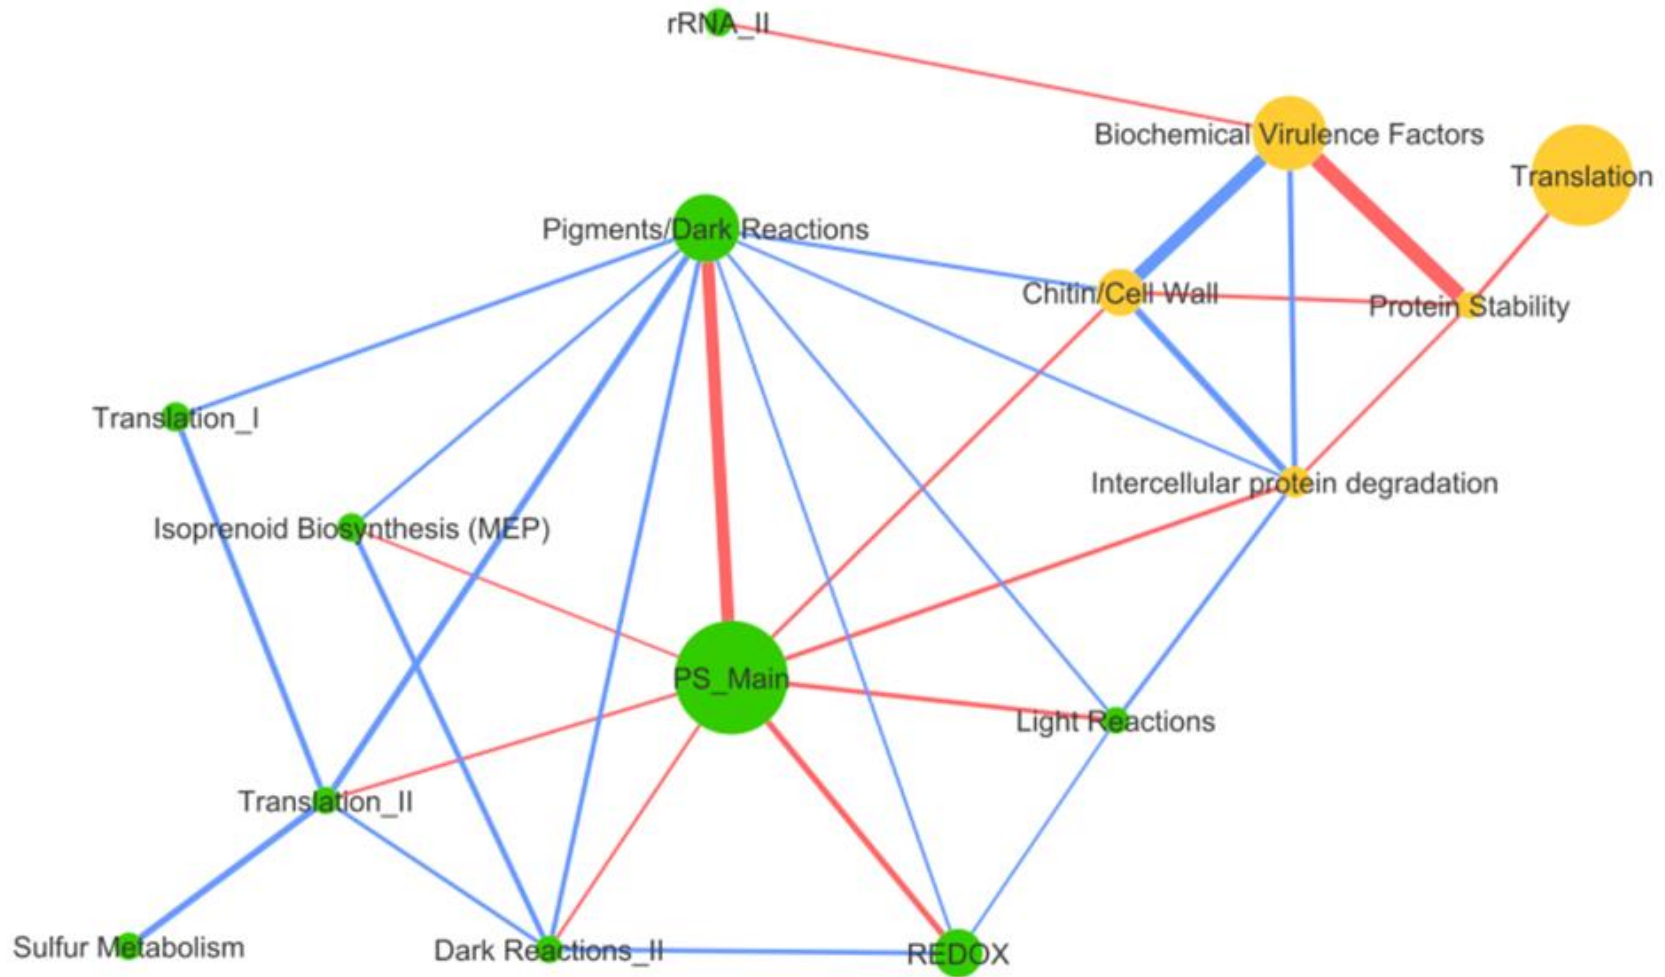 rRNA_II
Biochemical Virulence Factors
Translation
Pigments/Dark Reactions
Chitin/Cell Wall
Protein Stability
Translation_I
Intercellular protein degradation
Isoprenoid Biosynthesis (MEP)
PS_Main
Light Reactions
Translation_II
Sulfur Metabolism
Dark Reactions_II
REDOX